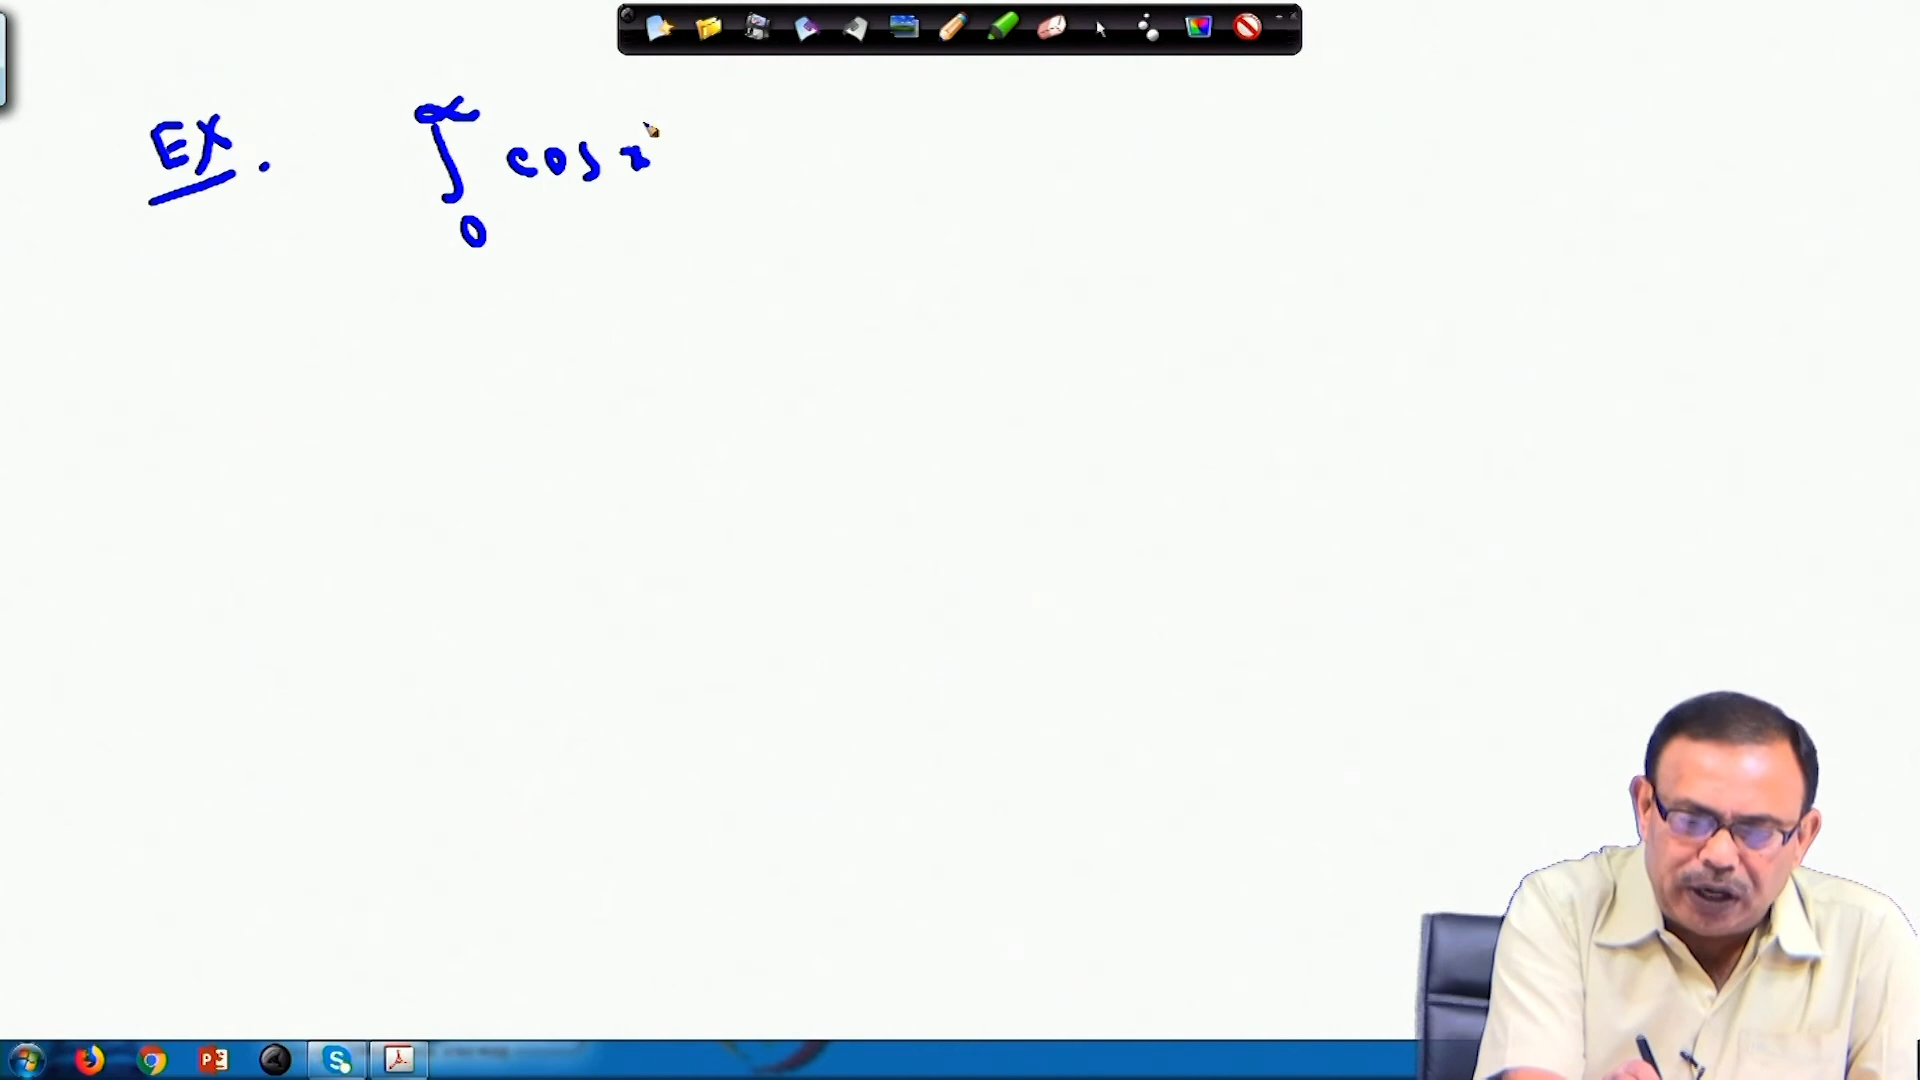 EX. ∫₀^∞ cos x